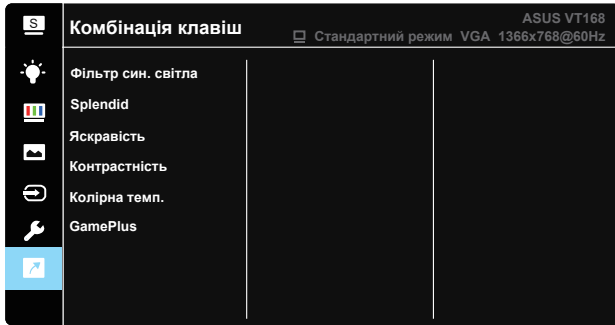 S
Комбінація клавіш
ASUS VT168
Стандартний режим VGA 1366x768@60Hz
Фільтр син. світла
Splendid
Яскравість
Контрастність
Колірна темп.
GamePlus